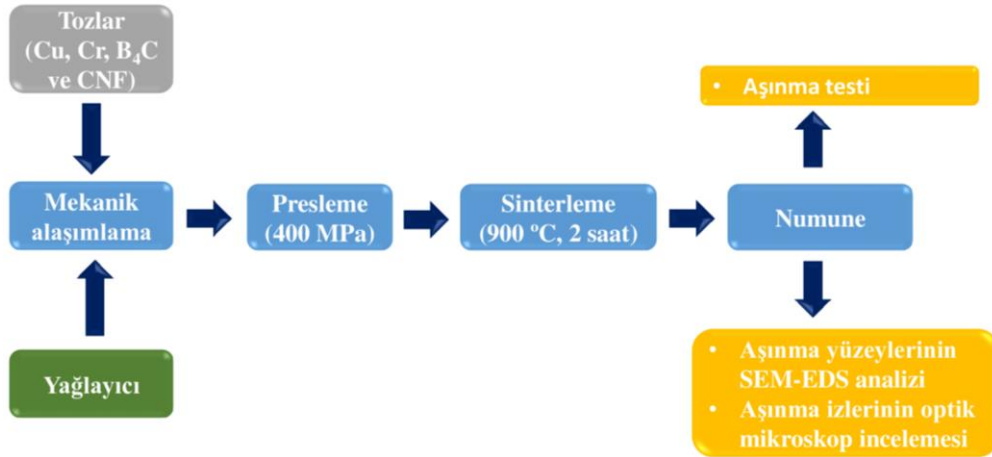 Tozlar
(Cu, Cr, B₄C
ve CNF)
Mekanik
alaşımlama
Yağlayıcı
Presleme
(400 MPa)
Sinterleme
(900 ºC, 2 saat)
Numune
• Aşınma testi
• Aşınma yüzeylerinin
SEM-EDS analizi
• Aşınma izlerinin optik
mikroskop incelemesi